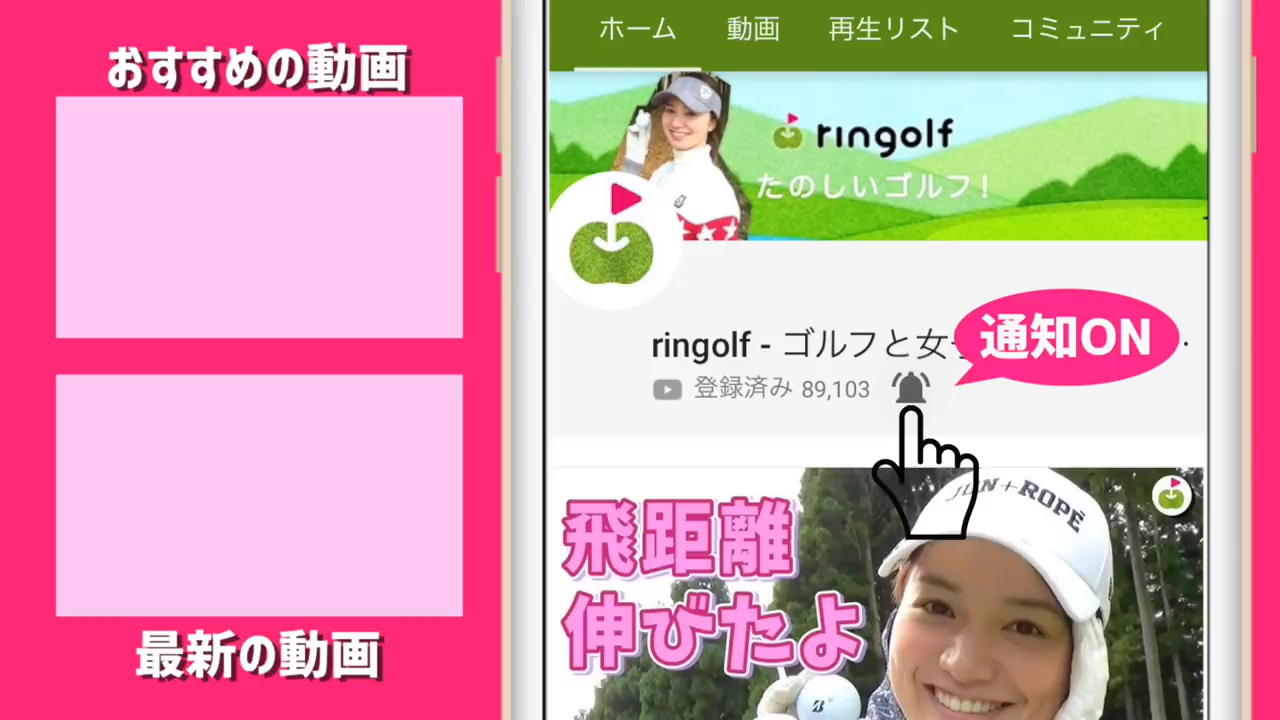 おすすめの動画
最新の動画
ホーム 動画 再生リスト コミュニティ
ringolf
たのしいゴルフ!
ringolf - ゴルフと女
通知ON
登録済み 89,103
飛距離
伸びたよ
JUN+ROPÉ
B